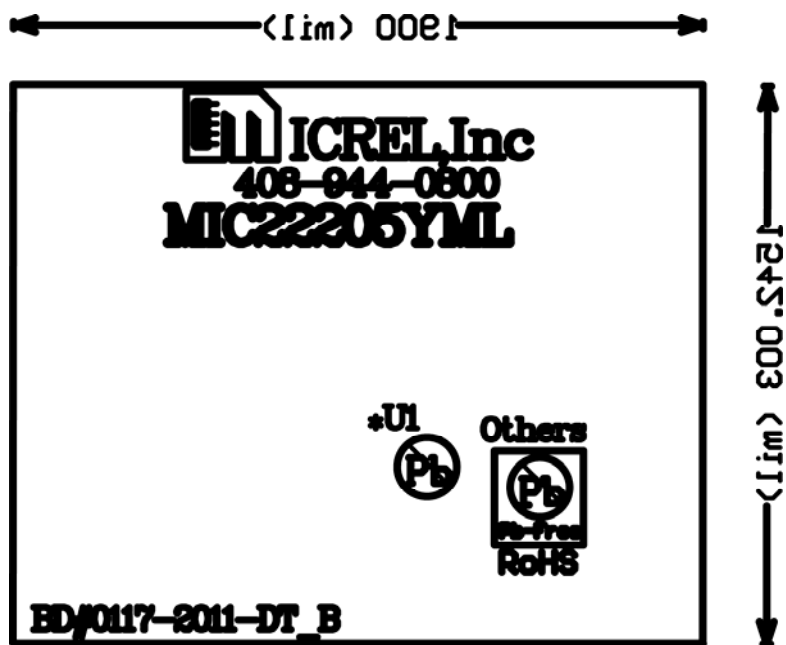 1900 (mil)
ICREL,Inc
408-944-0800
MIC22205YML
1542.003 (mil)
*U1
Others
Pb
Pb
Pb-free
RoHS
BD#0117-2011-DT_B